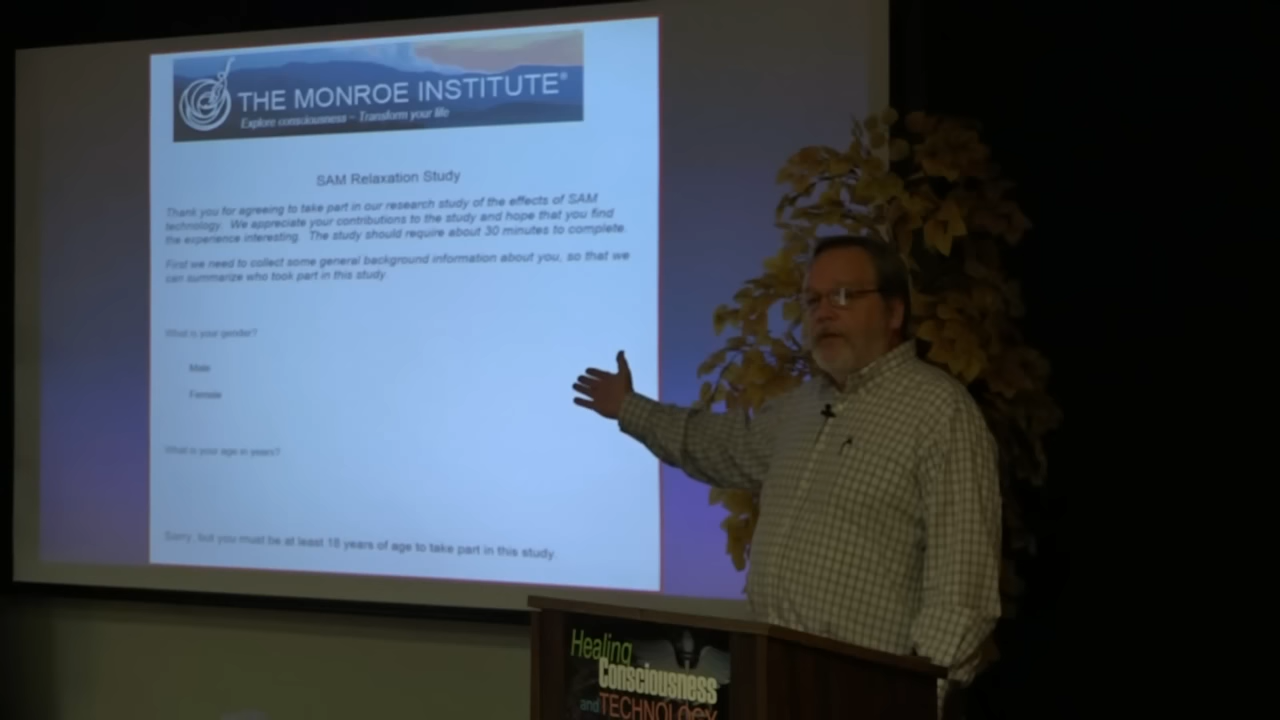 THE MONROE INSTITUTE®
Explore consciousness ~ Transform your life
SAM Relaxation Study
Thank you for agreeing to take part in our research study of the effects of SAM
technology. We appreciate your contributions to the study and hope that you find
the experience interesting. The study should require about 30 minutes to complete.
First we need to collect some general background information about you, so that we
can summarize who took part in this study.
What is your gender?
Male
Female
What is your age in years?
Sorry, but you must be at least 18 years of age to take part in this study.
Healing
Consciousness
and TECHNOLOGY